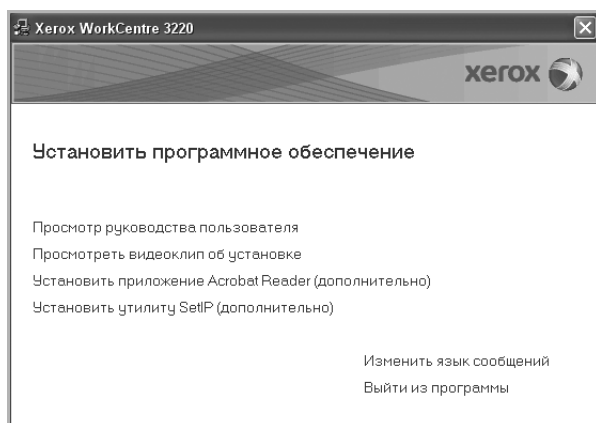 Xerox WorkCentre 3220
xerox
Установить программное обеспечение
Просмотр руководства пользователя
Просмотреть видеоклип об установке
Установить приложение Acrobat Reader (дополнительно)
Установить утилиту SetIP (дополнительно)
Изменить язык сообщений
Выйти из программы